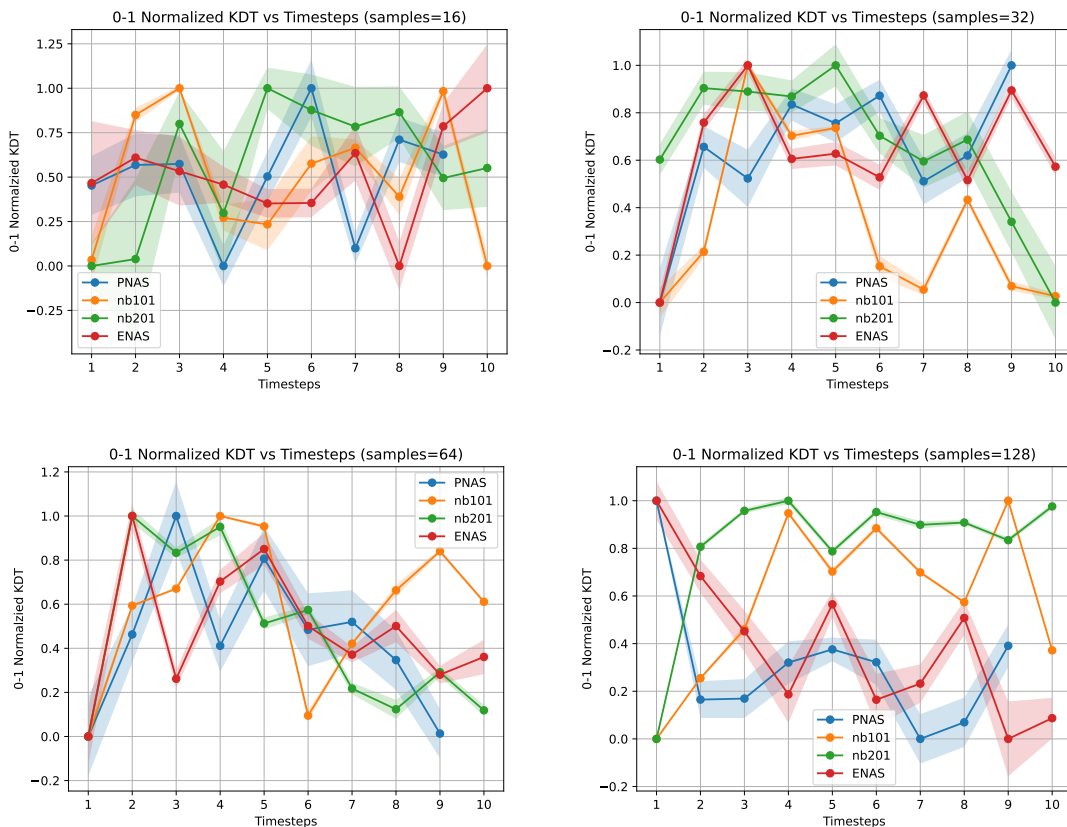 0-1 Normalized KDT vs Timesteps (samples=16)
1.25
1.00
0.75
0.50
0.25
0.00
−0.25
0-1 Normalzied KDT
PNAS
nb101
nb201
ENAS
1 2 3 4 5 6 7 8 9 10
Timesteps
0-1 Normalized KDT vs Timesteps (samples=32)
1.0
0.8
0.6
0.4
0.2
0.0
−0.2
0-1 Normalzied KDT
PNAS
nb101
nb201
ENAS
1 2 3 4 5 6 7 8 9 10
Timesteps
0-1 Normalized KDT vs Timesteps (samples=64)
1.2
1.0
0.8
0.6
0.4
0.2
0.0
−0.2
0-1 Normalzied KDT
PNAS
nb101
nb201
ENAS
1 2 3 4 5 6 7 8 9 10
Timesteps
0-1 Normalized KDT vs Timesteps (samples=128)
1.0
0.8
0.6
0.4
0.2
0.0
−0.2
0-1 Normalzied KDT
PNAS
nb101
nb201
ENAS
1 2 3 4 5 6 7 8 9 10
Timesteps